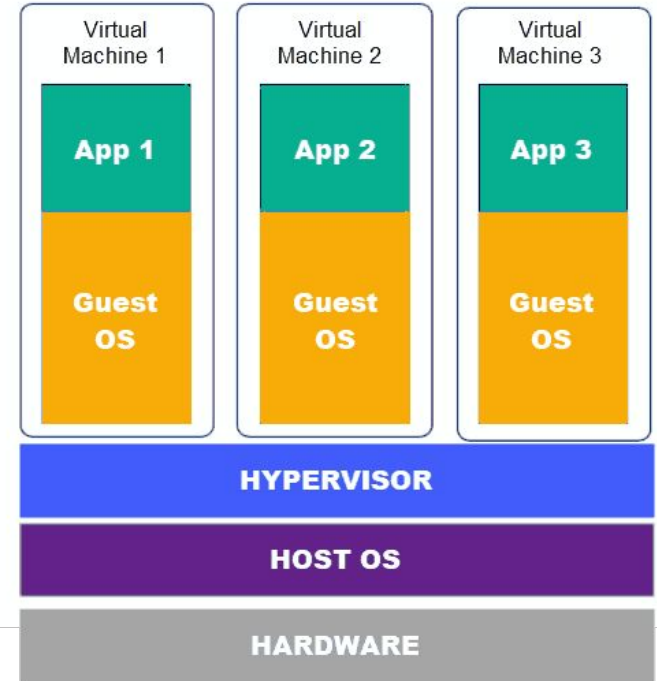 Virtual
Machine 1
Virtual
Machine 2
Virtual
Machine 3
App 1
App 2
App 3
Guest
OS
Guest
OS
Guest
OS
HYPERVISOR
HOST OS
HARDWARE